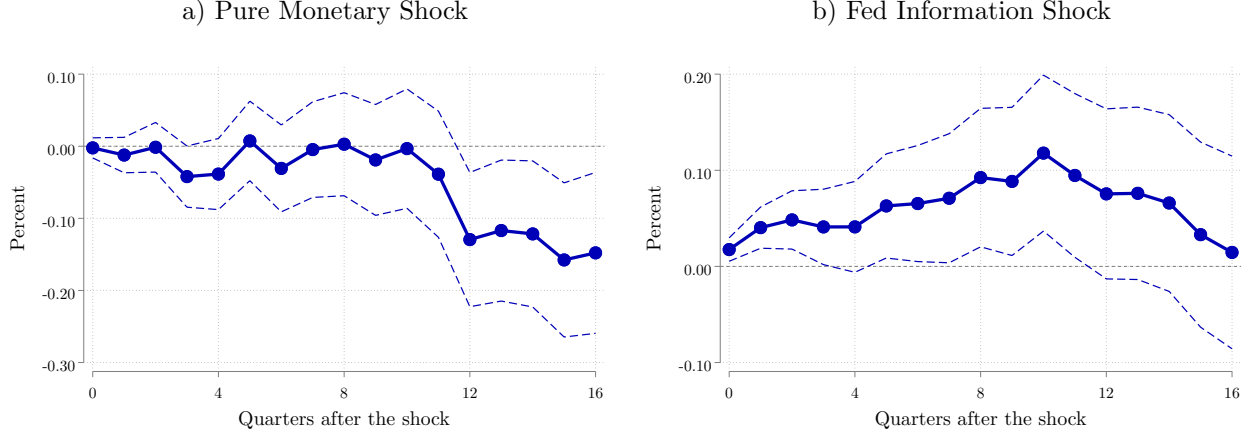 a) Pure Monetary Shock
0.10
0.00
-0.10
-0.20
-0.30
Percent
0 4 8 12 16
Quarters after the shock
b) Fed Information Shock
0.20
0.10
0.00
-0.10
Percent
0 4 8 12 16
Quarters after the shock